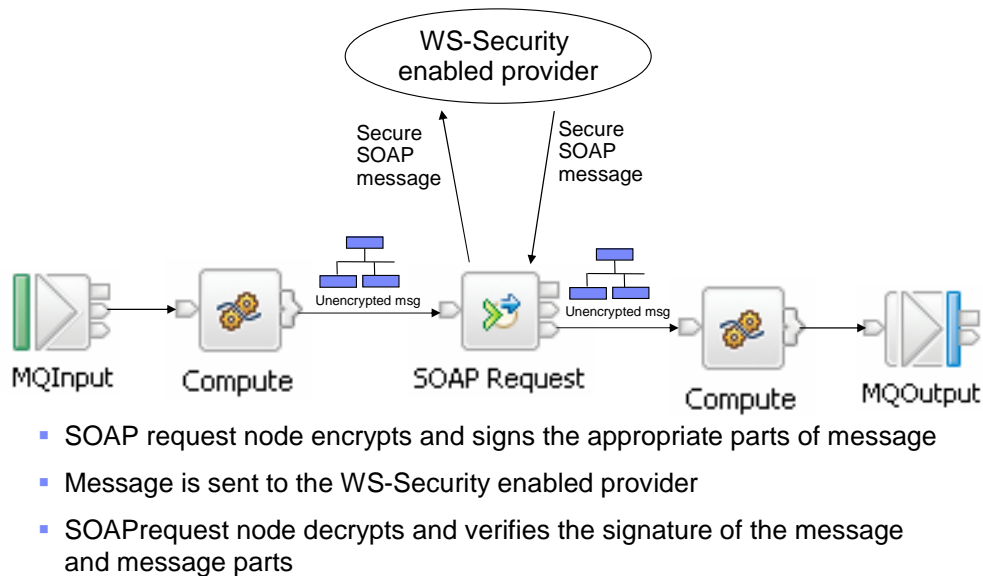 WS-Security
enabled provider
Secure
SOAP
message
Secure
SOAP
message
Unencrypted msg
Unencrypted msg
MQInput
Compute
SOAP Request
Compute
MQOutput
SOAP request node encrypts and signs the appropriate parts of message
Message is sent to the WS-Security enabled provider
SOAPrequest node decrypts and verifies the signature of the message
and message parts